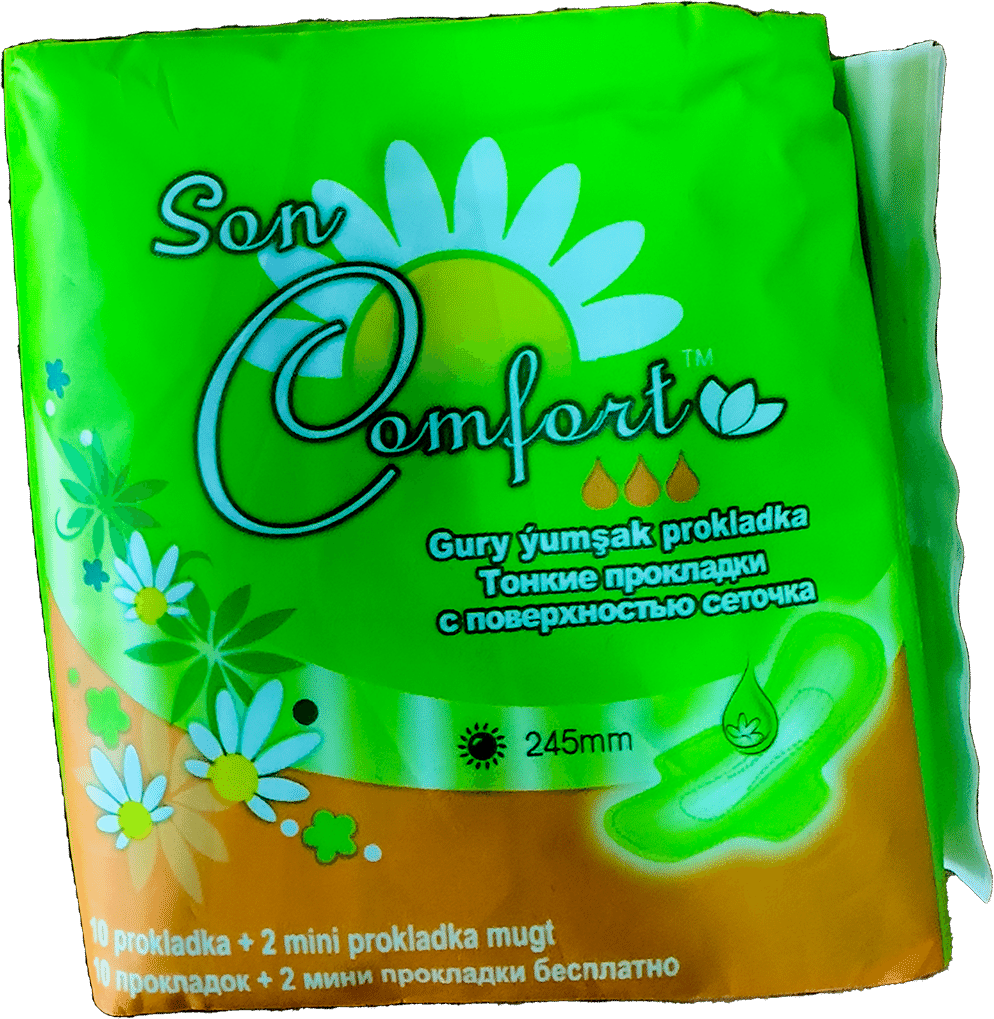 Son
Comfort™
Gury ýumşak prokladka
Тонкие прокладки
с поверхностью сеточка
245mm
10 prokladka + 2 mini prokladka mugt
10 прокладок + 2 мини прокладки бесплатно